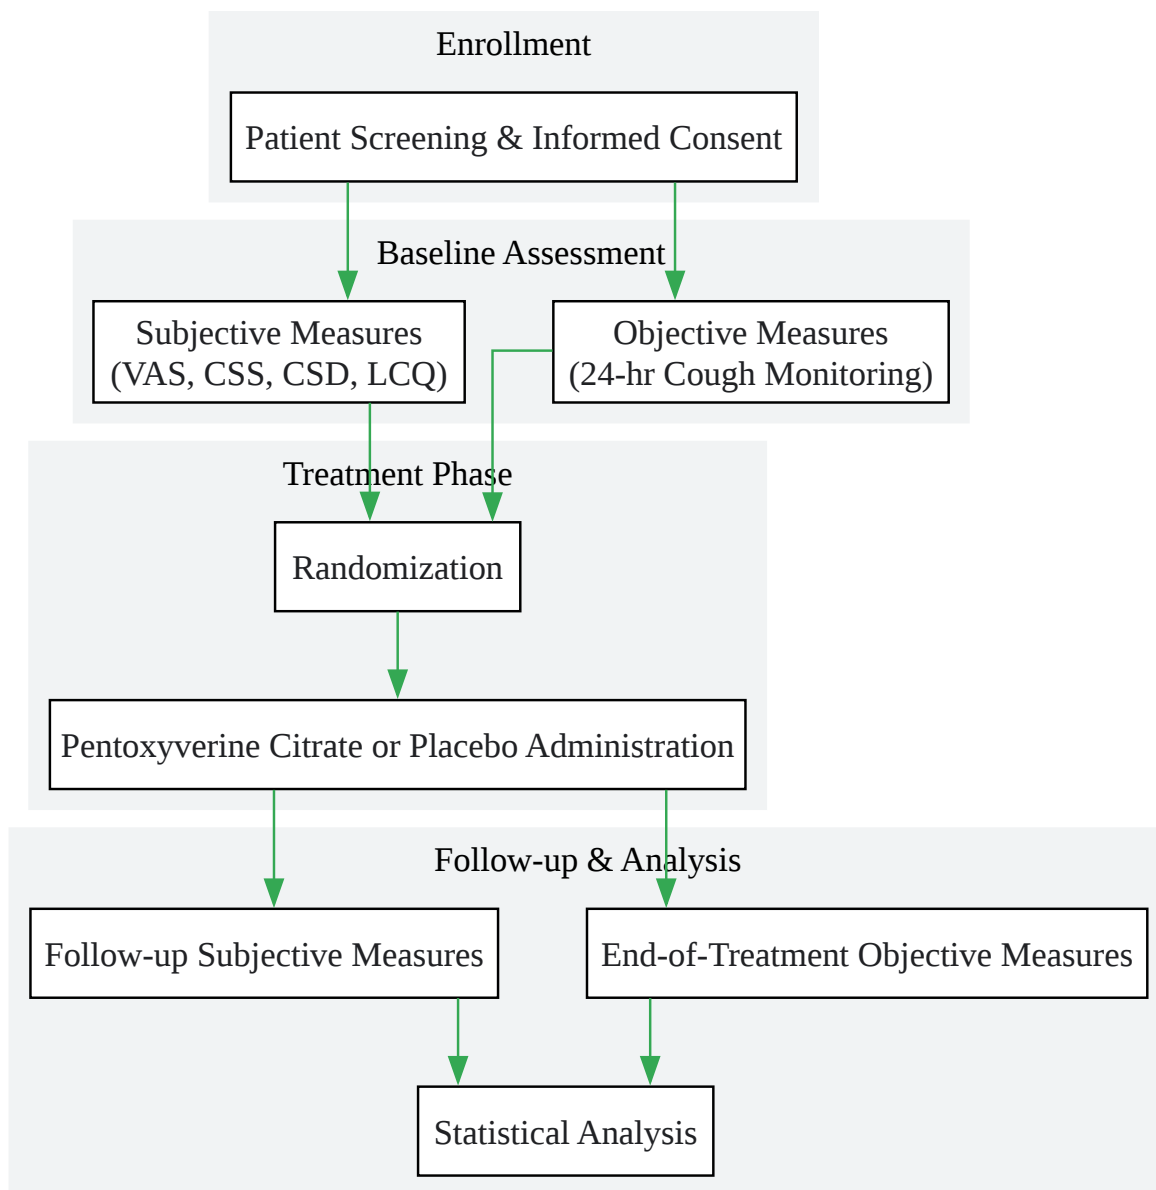 Enrollment
Patient Screening & Informed Consent
Baseline Assessment
Subjective Measures
(VAS, CSS, CSD, LCQ)
Objective Measures
(24-hr Cough Monitoring)
Treatment Phase
Randomization
Pentoxyverine Citrate or Placebo Administration
Follow-up & Analysis
Follow-up Subjective Measures
End-of-Treatment Objective Measures
Statistical Analysis